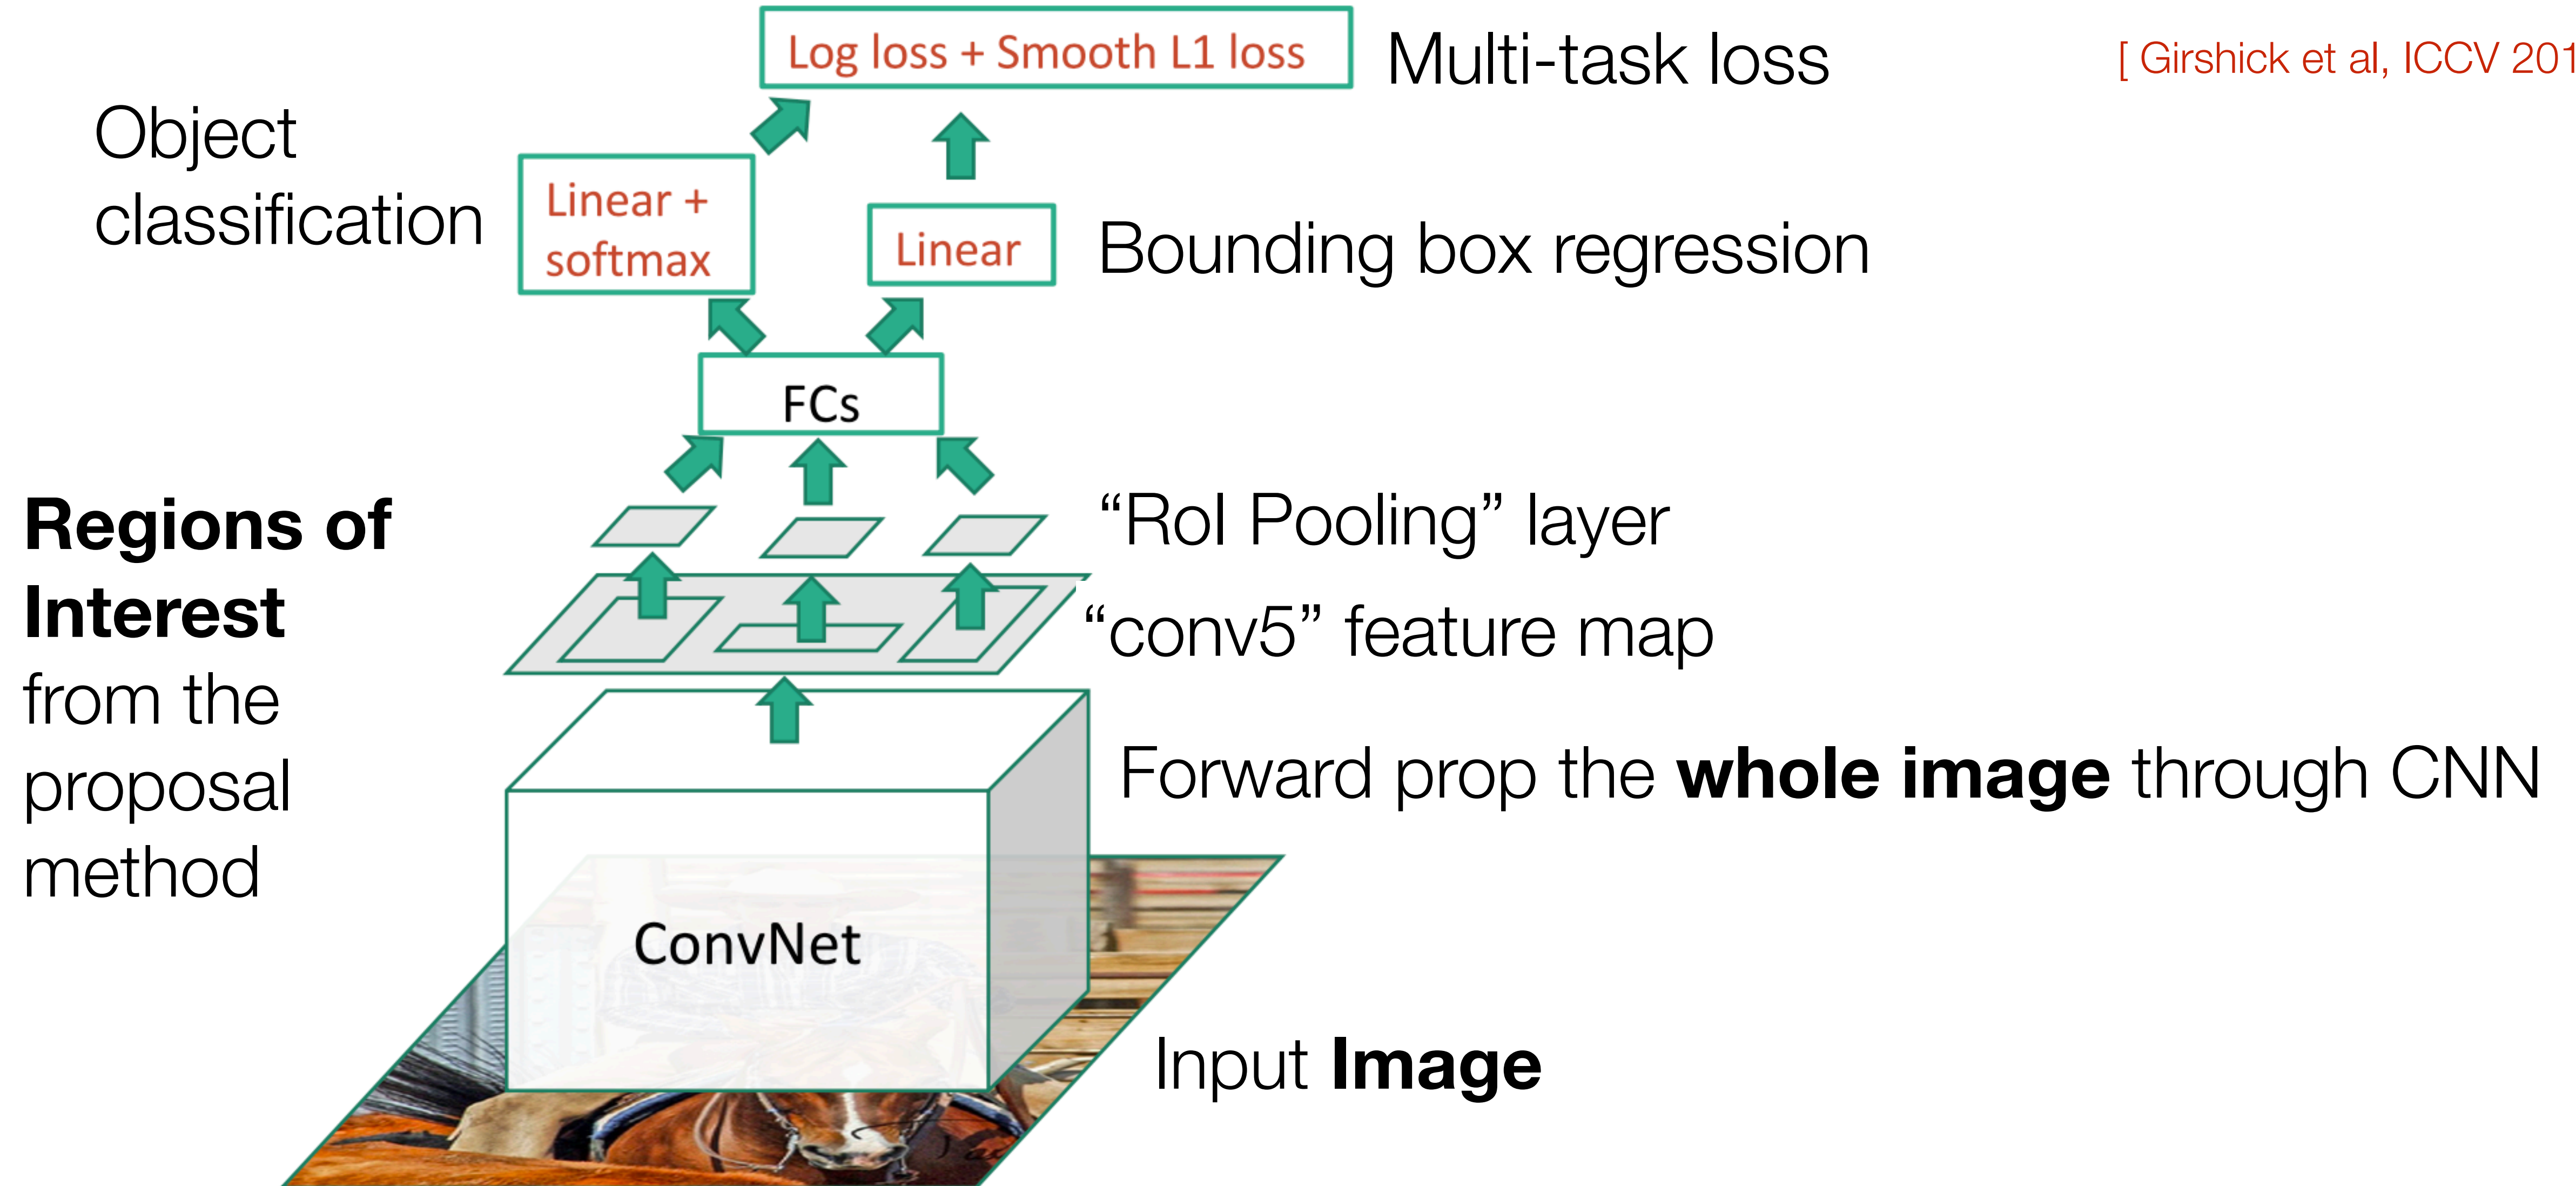 Log loss + Smooth L1 loss
Multi-task loss
[ Girshick et al, ICCV 201
Object
classification
Linear +
softmax
Linear
Bounding box regression
FCs
Regions of
Interest
from the
proposal
method
“RoI Pooling” layer
“conv5” feature map
Forward prop the whole image through CNN
ConvNet
Input Image